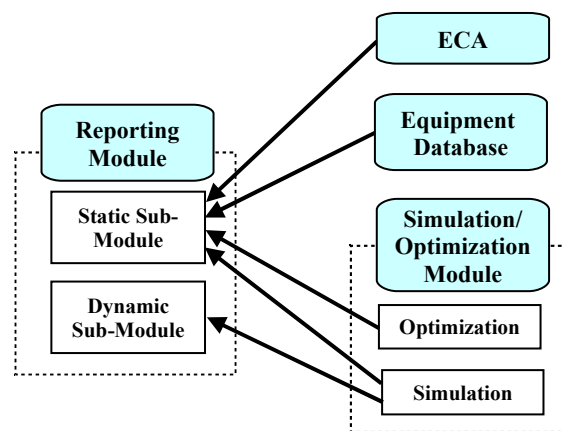 ECA
Reporting
Module
Equipment
Database
Static Sub-
Module
Simulation/
Optimization
Module
Dynamic
Sub-Module
Optimization
Simulation